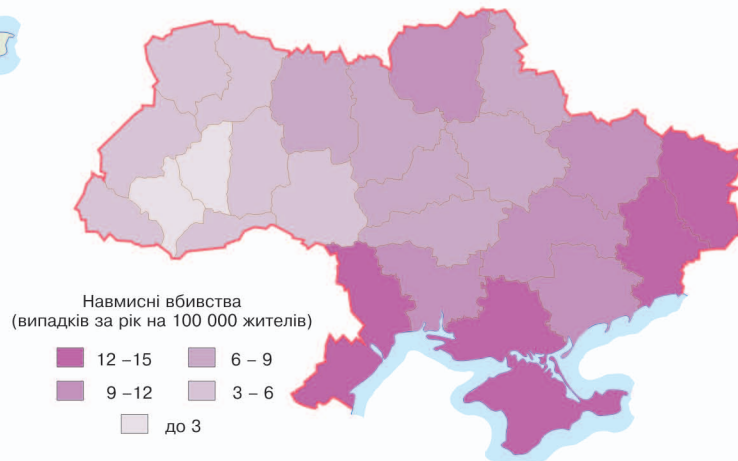 Навмисні вбивства
(випадків за рік на 100 000 жителів)
12 –15
6 – 9
9 –12
3 – 6
до 3